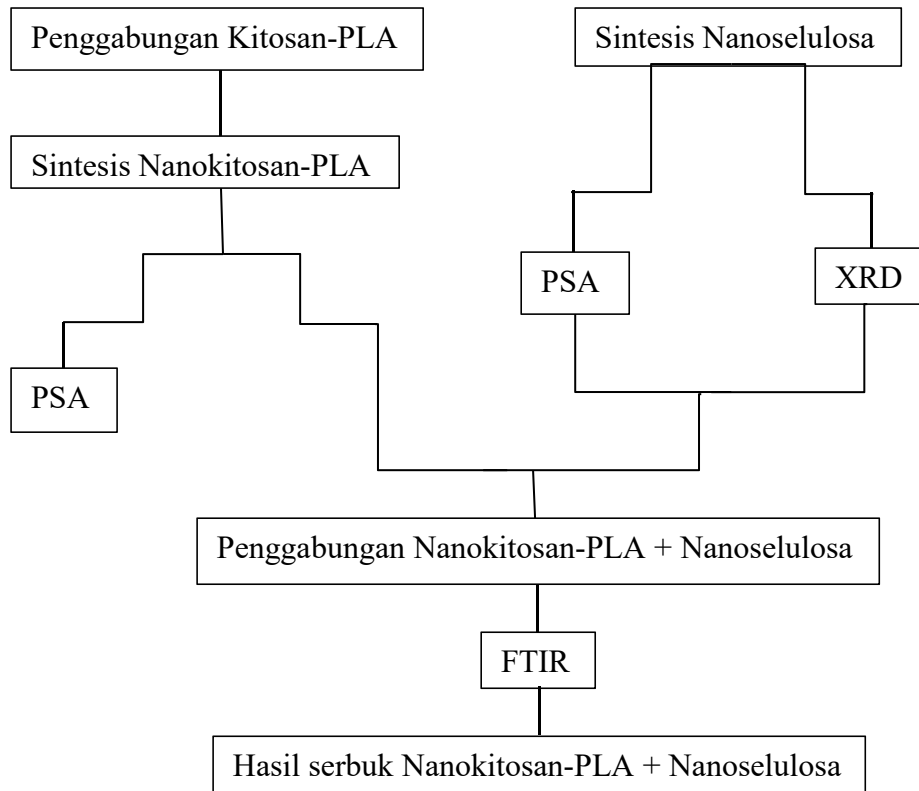 Penggabungan Kitosan-PLA
Sintesis Nanoselulosa
Sintesis Nanokitosan-PLA
PSA
XRD
PSA
Penggabungan Nanokitosan-PLA + Nanoselulosa
FTIR
Hasil serbuk Nanokitosan-PLA + Nanoselulosa